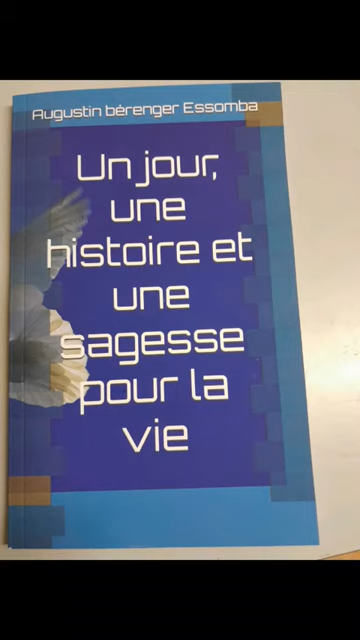 Augustin bérenger Essomba
Un jour,
une
histoire et
une
sagesse
pour la
vie